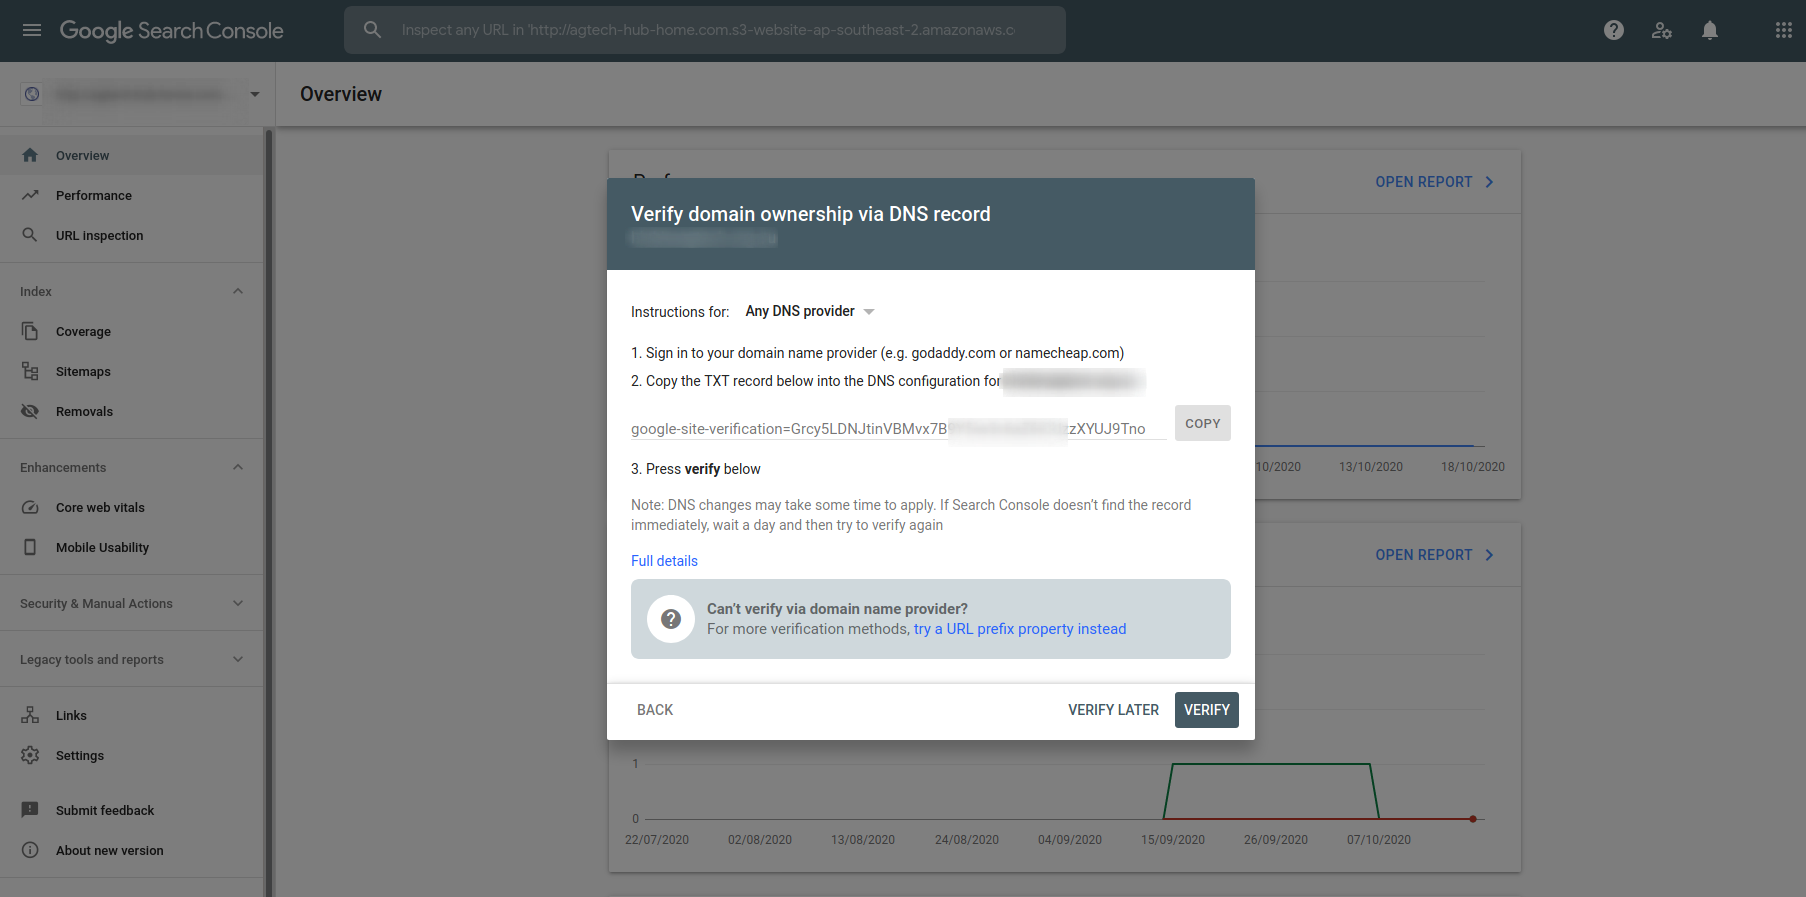 Google Search Console
Inspect any URL in 'http://agtech-hub-home.com.s3-website-ap-southeast-2.amazonaws.c
Overview
Overview
Performance
URL inspection
Index
Coverage
Sitemaps
Removals
Enhancements
Core web vitals
Mobile Usability
Security & Manual Actions
Legacy tools and reports
Links
Settings
Submit feedback
About new version
OPEN REPORT
Verify domain ownership via DNS record
Instructions for: Any DNS provider
1. Sign in to your domain name provider (e.g. godaddy.com or namecheap.com)
2. Copy the TXT record below into the DNS configuration for
google-site-verification=Grcy5LDNJtinVBMvx7B zXYUJ9Tno
COPY
3. Press verify below
Note: DNS changes may take some time to apply. If Search Console doesn't find the record
immediately, wait a day and then try to verify again
Full details
Can't verify via domain name provider?
For more verification methods, try a URL prefix property instead
BACK
VERIFY LATER
VERIFY
10/2020 13/10/2020 18/10/2020
OPEN REPORT
1
0
22/07/2020 02/08/2020 13/08/2020 24/08/2020 04/09/2020 15/09/2020 26/09/2020 07/10/2020